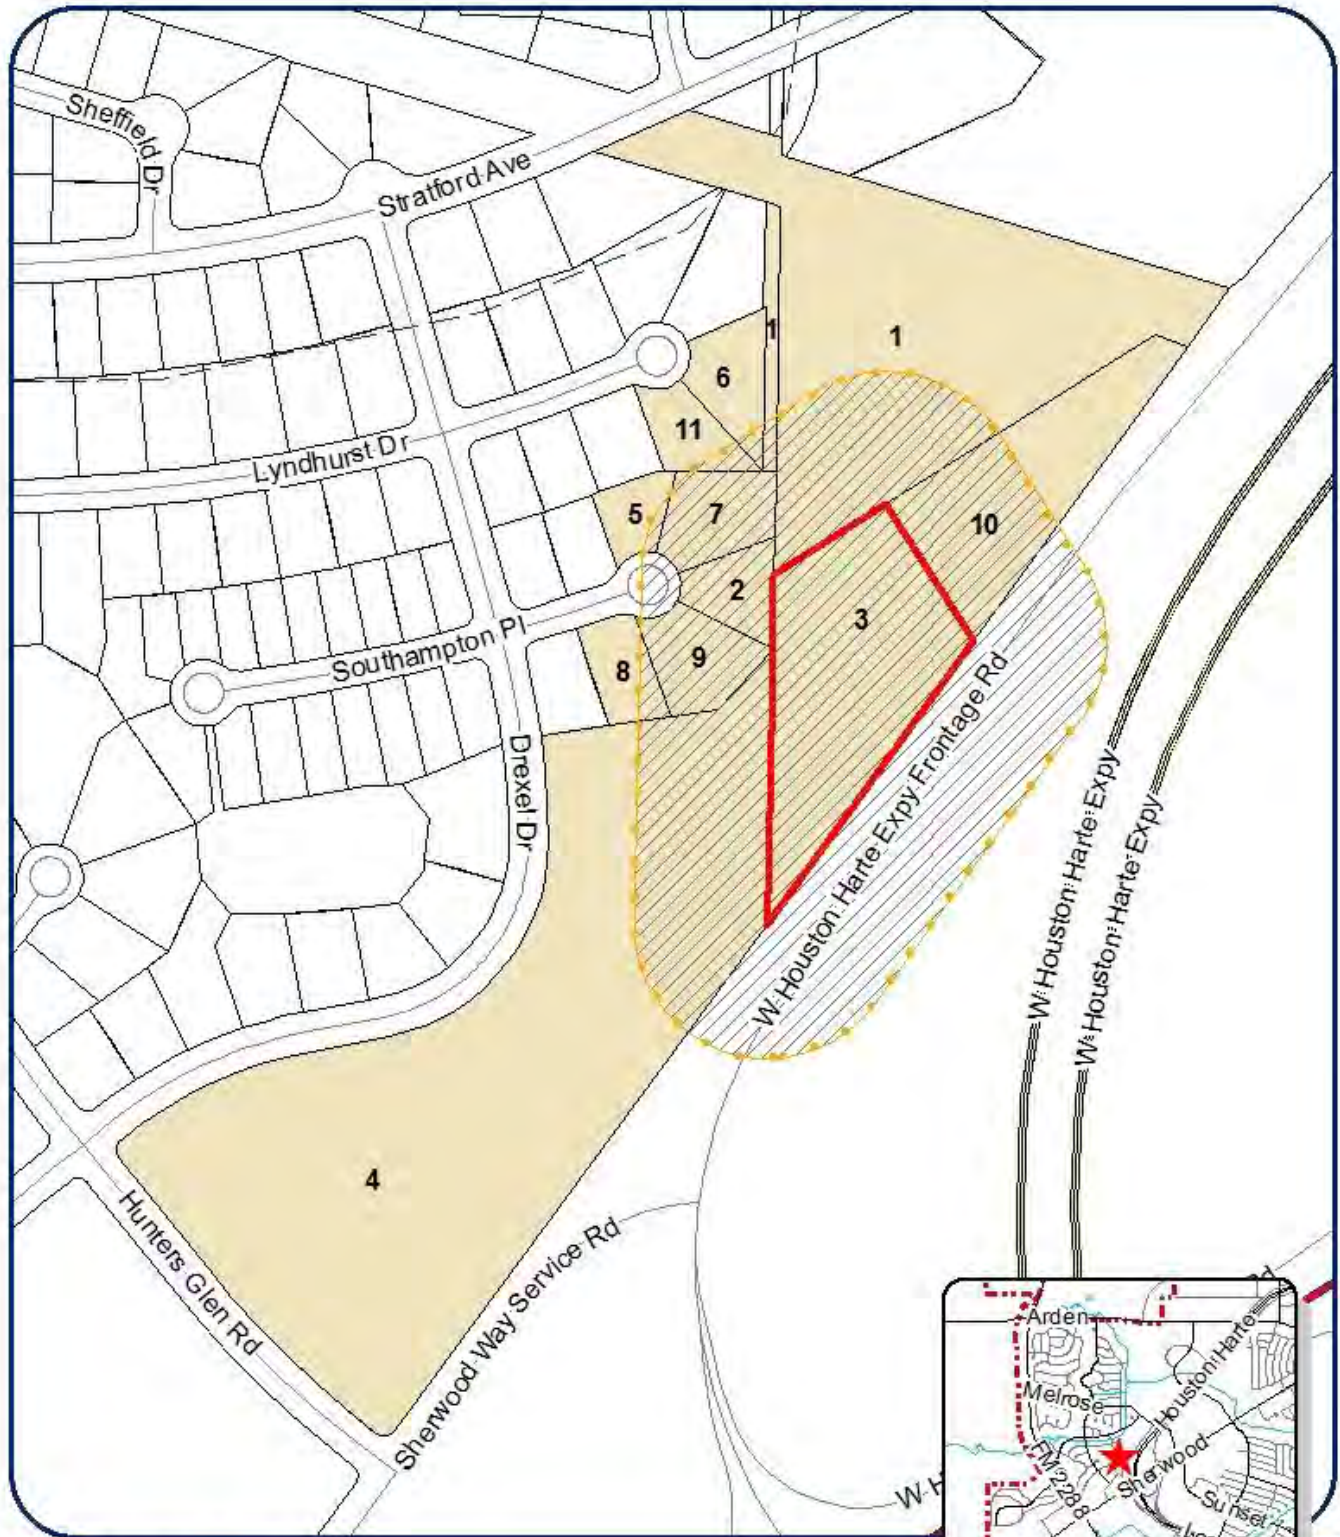 Sheffield Dr
Stratford Ave
1
1
6
11
Lyndhurst Dr
5
7
10
2
3
Southampton Pl
8
9
W Houston Harte Expy Frontage Rd
Drexel Dr
W Houston Harte Expy
W Houston Harte Expy
4
Hunters Glen Rd
Sherwood Way Service Rd
Rd
W H
Arden
Houston Harte
Melrose
FM 2288
Sherwood
Sunset